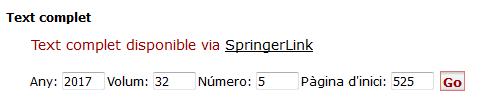 Text complet
Text complet disponible via SpringerLink
Any: 2017 Volum: 32 Número: 5 Pàgina d'inici: 525 Go